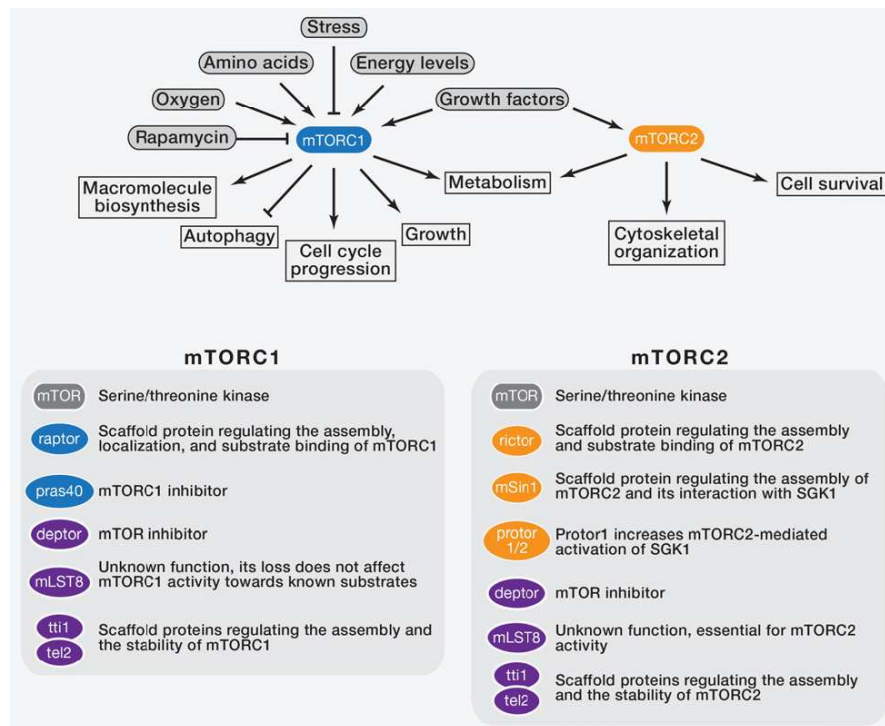 Stress
Amino acids
Energy levels
Oxygen
Growth factors
Rapamycin
mTORC1
mTORC2
Macromolecule
biosynthesis
Metabolism
Cell survival
Autophagy
Growth
Cytoskeletal
organization
Cell cycle
progression
mTORC1
mTOR
Serine/threonine kinase
raptor
Scaffold protein regulating the assembly,
localization, and substrate binding of mTORC1
pras40
mTORC1 inhibitor
deptor
mTOR inhibitor
mLST8
Unknown function, its loss does not affect
mTORC1 activity towards known substrates
tti1
tel2
Scaffold proteins regulating the assembly and
the stability of mTORC1
mTORC2
mTOR
Serine/threonine kinase
rictor
Scaffold protein regulating the assembly
and substrate binding of mTORC2
mSin1
Scaffold protein regulating the assembly of
mTORC2 and its interaction with SGK1
protor
1/2
Protor1 increases mTORC2-mediated
activation of SGK1
deptor
mTOR inhibitor
mLST8
Unknown function, essential for mTORC2
activity
tti1
tel2
Scaffold proteins regulating the assembly
and the stability of mTORC2